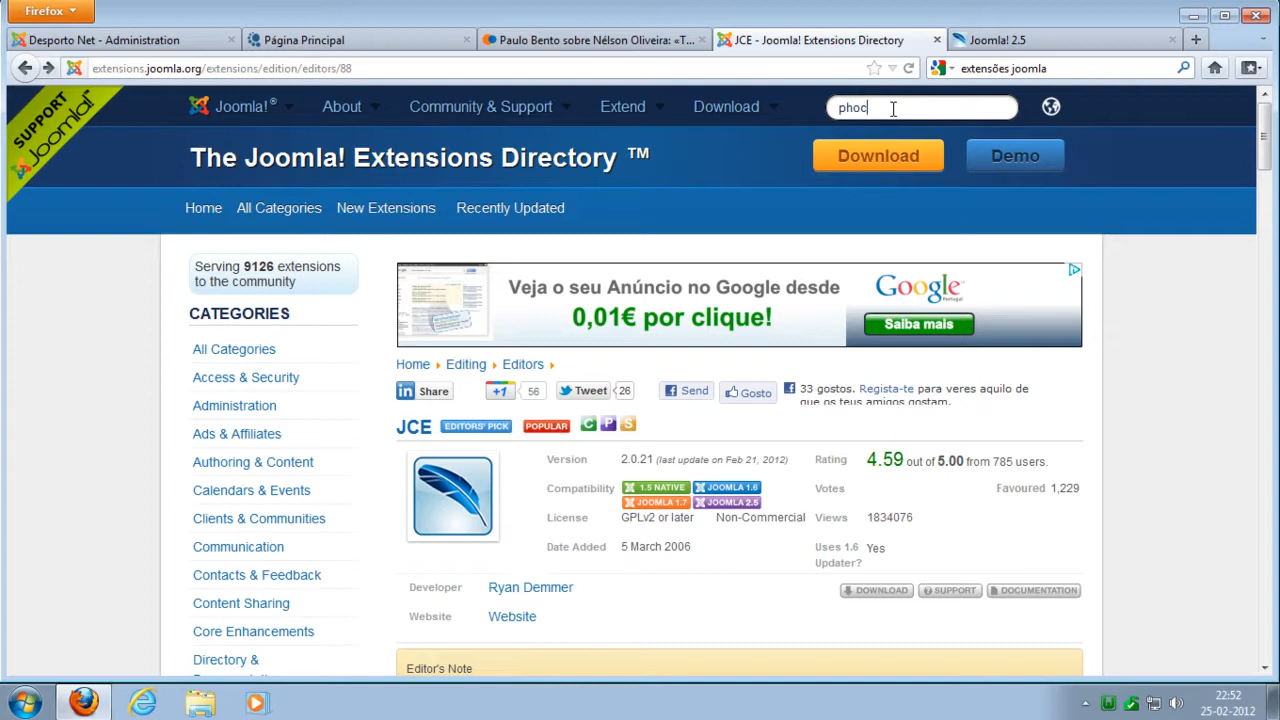 Firefox
Desporto Net - Administration
Página Principal
Paulo Bento sobre Nélson Oliveira: «T...
JCE - Joomla! Extensions Directory
Joomla! 2.5
extensions.joomla.org/extensions/edition/editors/88
extensões joomla
SUPPORT Joomla!
Joomla!® About Community & Support Extend Download
phoc
The Joomla! Extensions Directory ™
Download
Demo
Home All Categories New Extensions Recently Updated
Serving 9126 extensions
to the community
CATEGORIES
All Categories
Access & Security
Administration
Ads & Affiliates
Authoring & Content
Calendars & Events
Clients & Communities
Communication
Contacts & Feedback
Content Sharing
Core Enhancements
Directory &
Veja o seu Anúncio no Google desde
0,01€ por clique!
Google
Portugal
Saiba mais
Home Editing Editors
Share
+1 56
Tweet 26
Send
Gosto
33 gostos. Regista-te para veres aquilo de
que os teus amigos gostam.
JCE EDITORS' PICK POPULAR C P S
Version 2.0.21 (last update on Feb 21, 2012)
Compatibility 1.5 NATIVE JOOMLA 1.6
JOOMLA 1.7 JOOMLA 2.5
License GPLv2 or later Non-Commercial
Date Added 5 March 2006
Rating 4.59 out of 5.00 from 785 users.
Votes Favoured 1,229
Views 1834076
Uses 1.6
Updater? Yes
Developer Ryan Demmer
Website Website
DOWNLOAD SUPPORT DOCUMENTATION
Editor's Note
22:52
25-02-2012